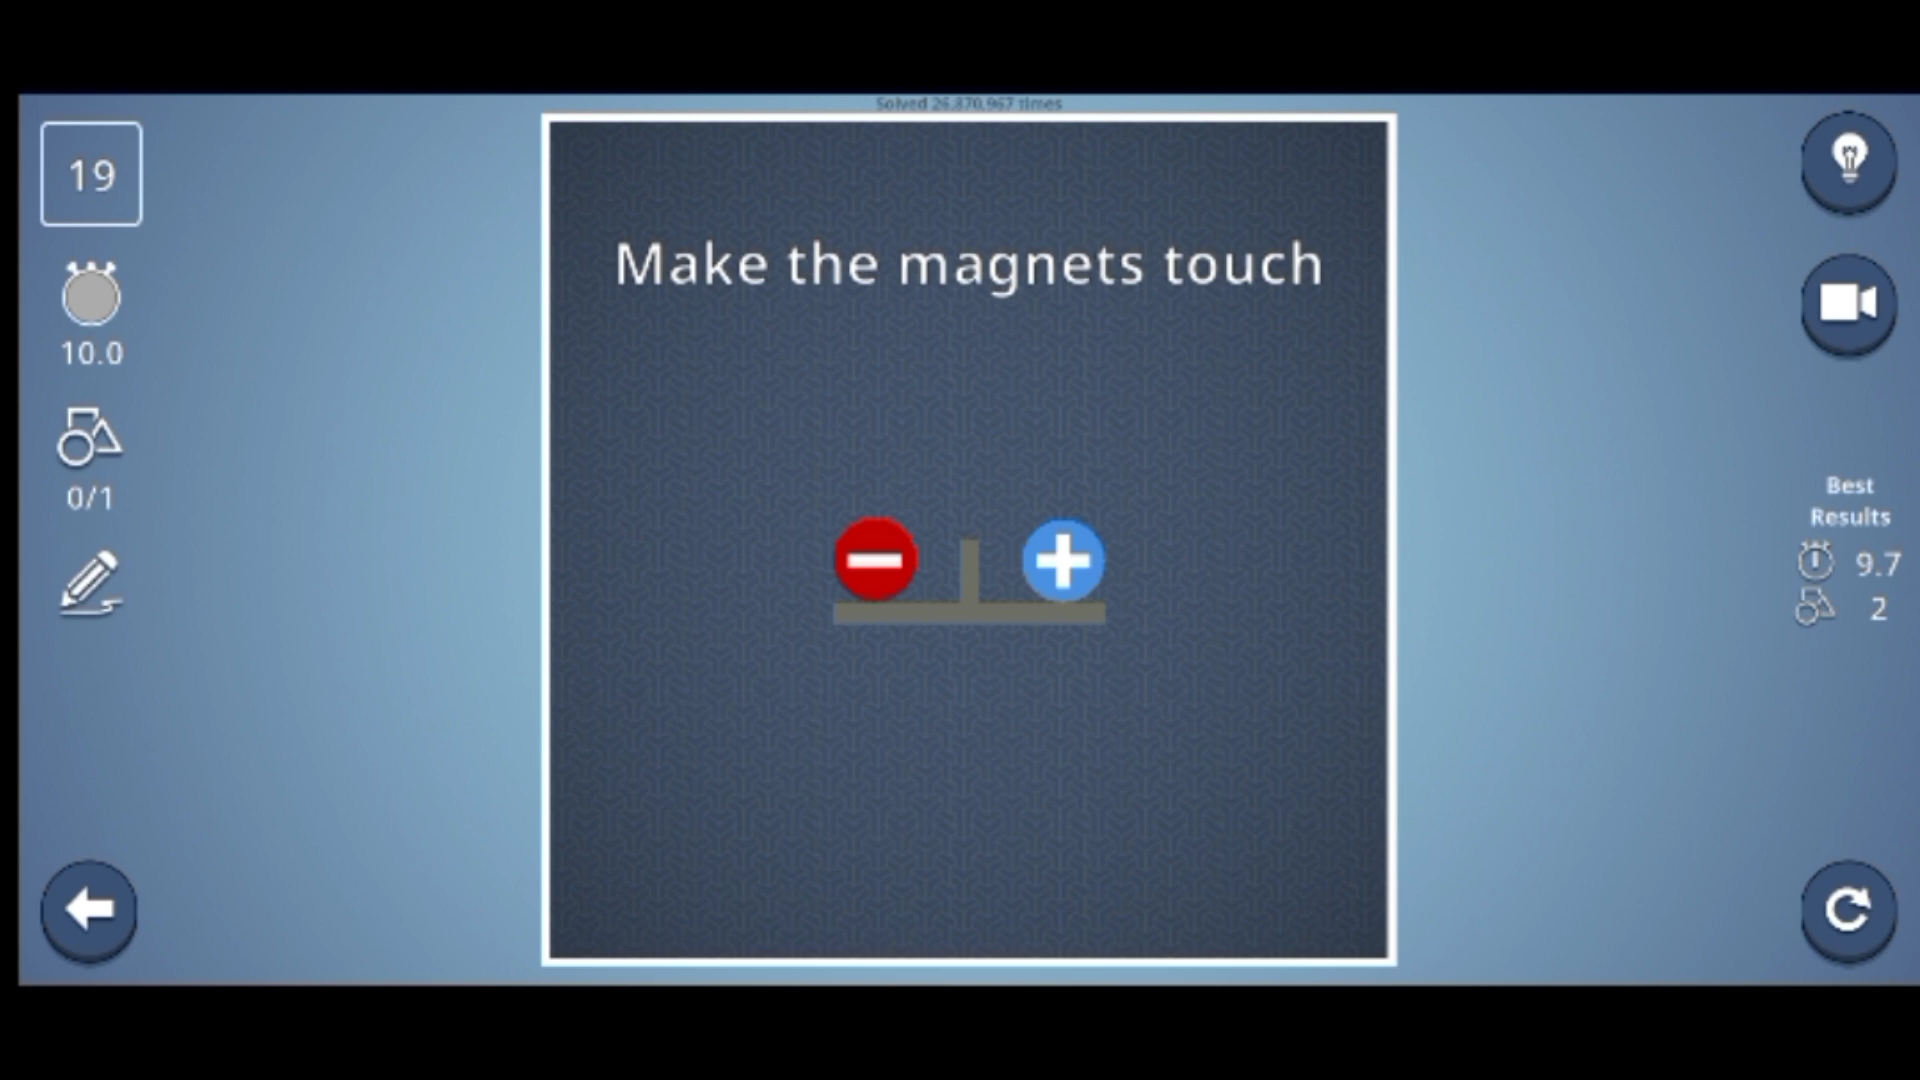 Solved 26,870,967 times
19
Make the magnets touch
10.0
0/1
Best
Results
9.7
2